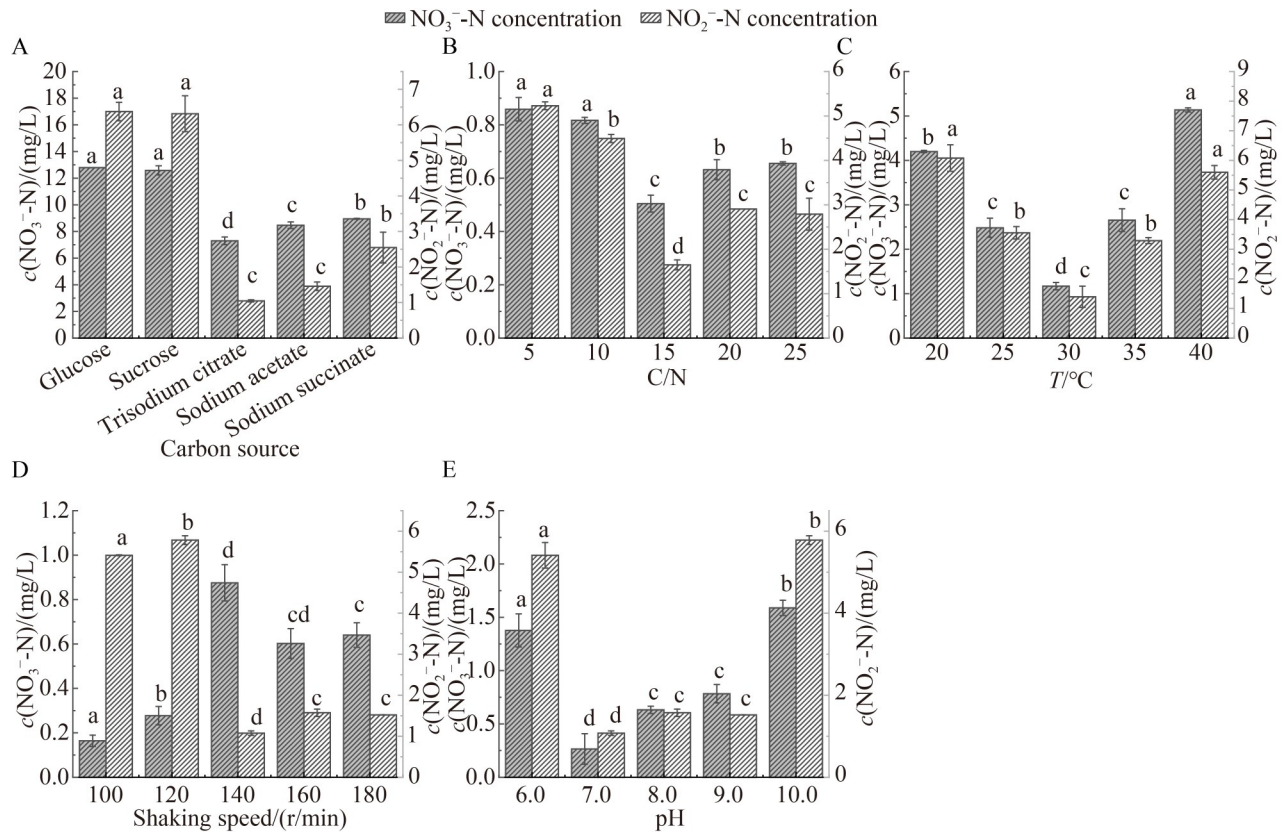 NO₃⁻-N concentration NO₂⁻-N concentration
A
c(NO₃⁻-N)/(mg/L)
20
18
16
14
12
10
8
6
4
2
0
a a a a d c c c b b
7
6
5
4
3
2
1
0
c(NO₂⁻-N)/(mg/L)
Glucose
Sucrose
Trisodium citrate
Sodium acetate
Sodium succinate
Carbon source
B
c(NO₃⁻-N)/(mg/L)
1.0
0.8
0.6
0.4
0.2
0.0
a a a b c d b c b c
6
5
4
3
2
1
0
c(NO₂⁻-N)/(mg/L)
5 10 15 20 25
C/N
C
c(NO₃⁻-N)/(mg/L)
6
5
4
3
2
1
0
b a c b d c c b a a
9
8
7
6
5
4
3
2
1
0
c(NO₂⁻-N)/(mg/L)
20 25 30 35 40
T/°C
D
c(NO₃⁻-N)/(mg/L)
1.2
1.0
0.8
0.6
0.4
0.2
0.0
a a b b d d cd c c c
6
5
4
3
2
1
0
c(NO₂⁻-N)/(mg/L)
100 120 140 160 180
Shaking speed/(r/min)
E
c(NO₃⁻-N)/(mg/L)
2.5
2.0
1.5
1.0
0.5
0.0
a a d d c c c c b b
6
4
2
0
c(NO₂⁻-N)/(mg/L)
6.0 7.0 8.0 9.0 10.0
pH